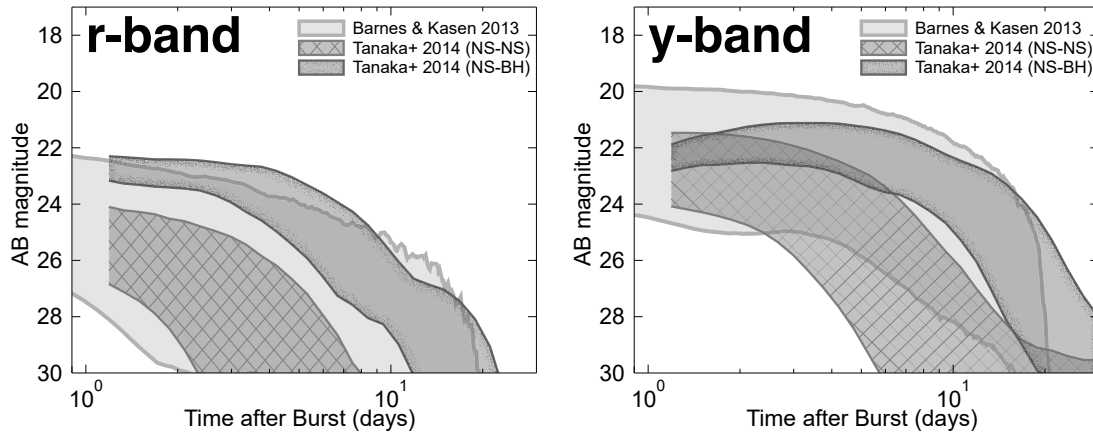 r-band
Barnes & Kasen 2013
Tanaka+ 2014 (NS-NS)
Tanaka+ 2014 (NS-BH)
18
20
22
24
26
28
30
AB magnitude
10^0
10^1
Time after Burst (days)
y-band
Barnes & Kasen 2013
Tanaka+ 2014 (NS-NS)
Tanaka+ 2014 (NS-BH)
18
20
22
24
26
28
30
AB magnitude
10^0
10^1
Time after Burst (days)